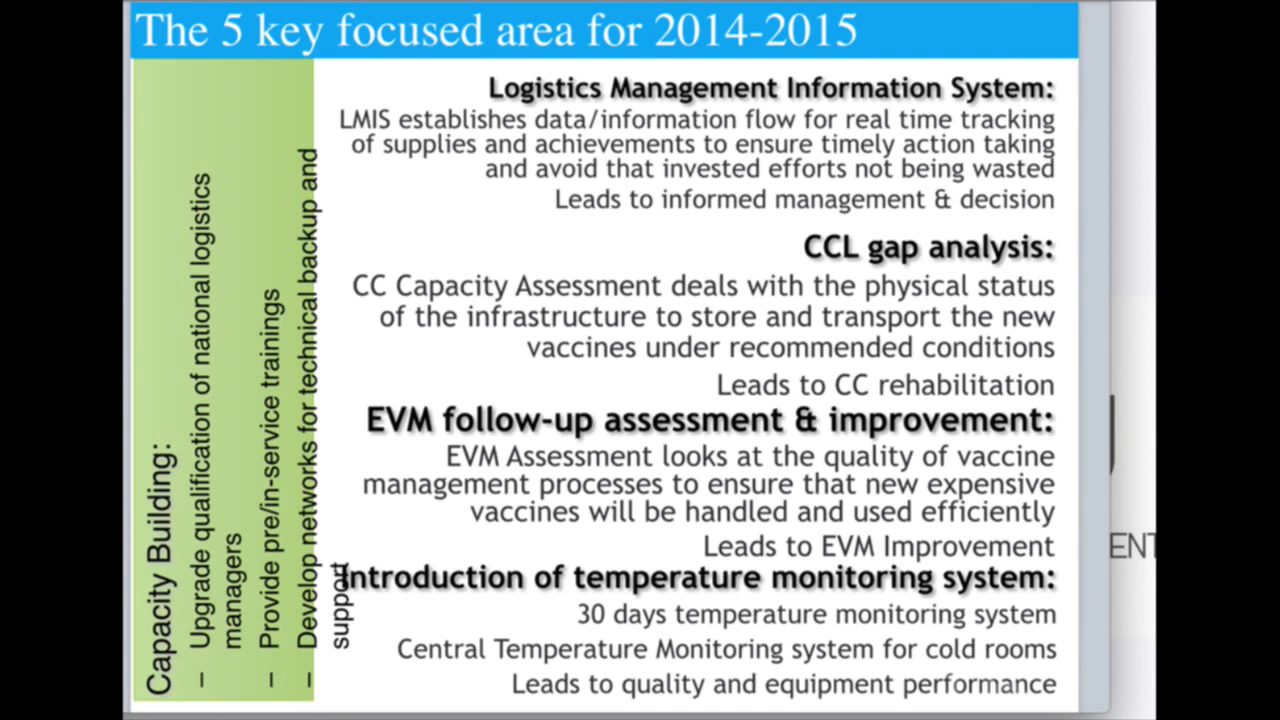 The 5 key focused area for 2014-2015
Capacity Building:
– Upgrade qualification of national logistics
managers
– Provide pre/in-service trainings
– Develop networks for technical backup and
support
Logistics Management Information System:
LMIS establishes data/information flow for real time tracking
of supplies and achievements to ensure timely action taking
and avoid that invested efforts not being wasted
Leads to informed management & decision
CCL gap analysis:
CC Capacity Assessment deals with the physical status
of the infrastructure to store and transport the new
vaccines under recommended conditions
Leads to CC rehabilitation
EVM follow-up assessment & improvement:
EVM Assessment looks at the quality of vaccine
management processes to ensure that new expensive
vaccines will be handled and used efficiently
Leads to EVM Improvement
Introduction of temperature monitoring system:
30 days temperature monitoring system
Central Temperature Monitoring system for cold rooms
Leads to quality and equipment performance